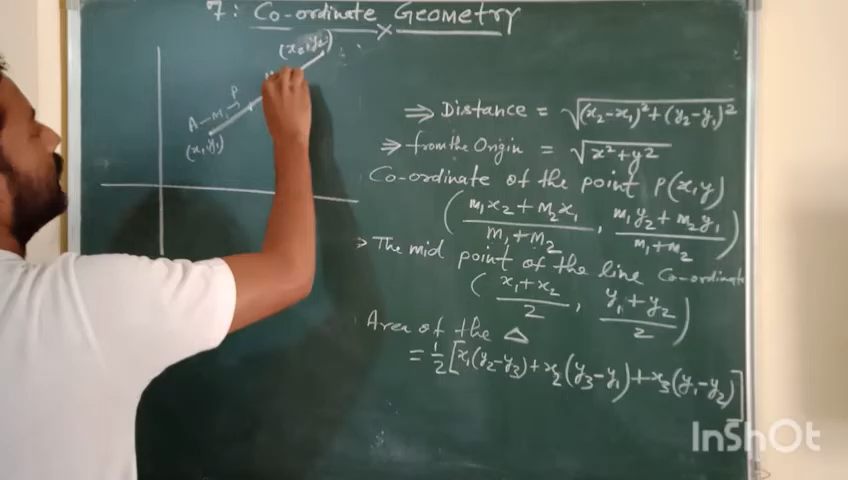 7: Co-ordinate Geometry
(x₂, y₂)
P
A — m₁
(x₁, y₁)
⇒ Distance = √(x₂-x₁)²+(y₂-y₁)²
⇒ from the Origin = √x²+y²
Co-ordinate of the point P(x,y)
(m₁x₂+m₂x₁/m₁+m₂, m₁y₂+m₂y₁/m₁+m₂)
> The mid point of the line Co-ordinate
(x₁+x₂/2, y₁+y₂/2)
Area of the △
= 1/2[x₁(y₂-y₃)+x₂(y₃-y₁)+x₃(y₁-y₂)]
InShOt